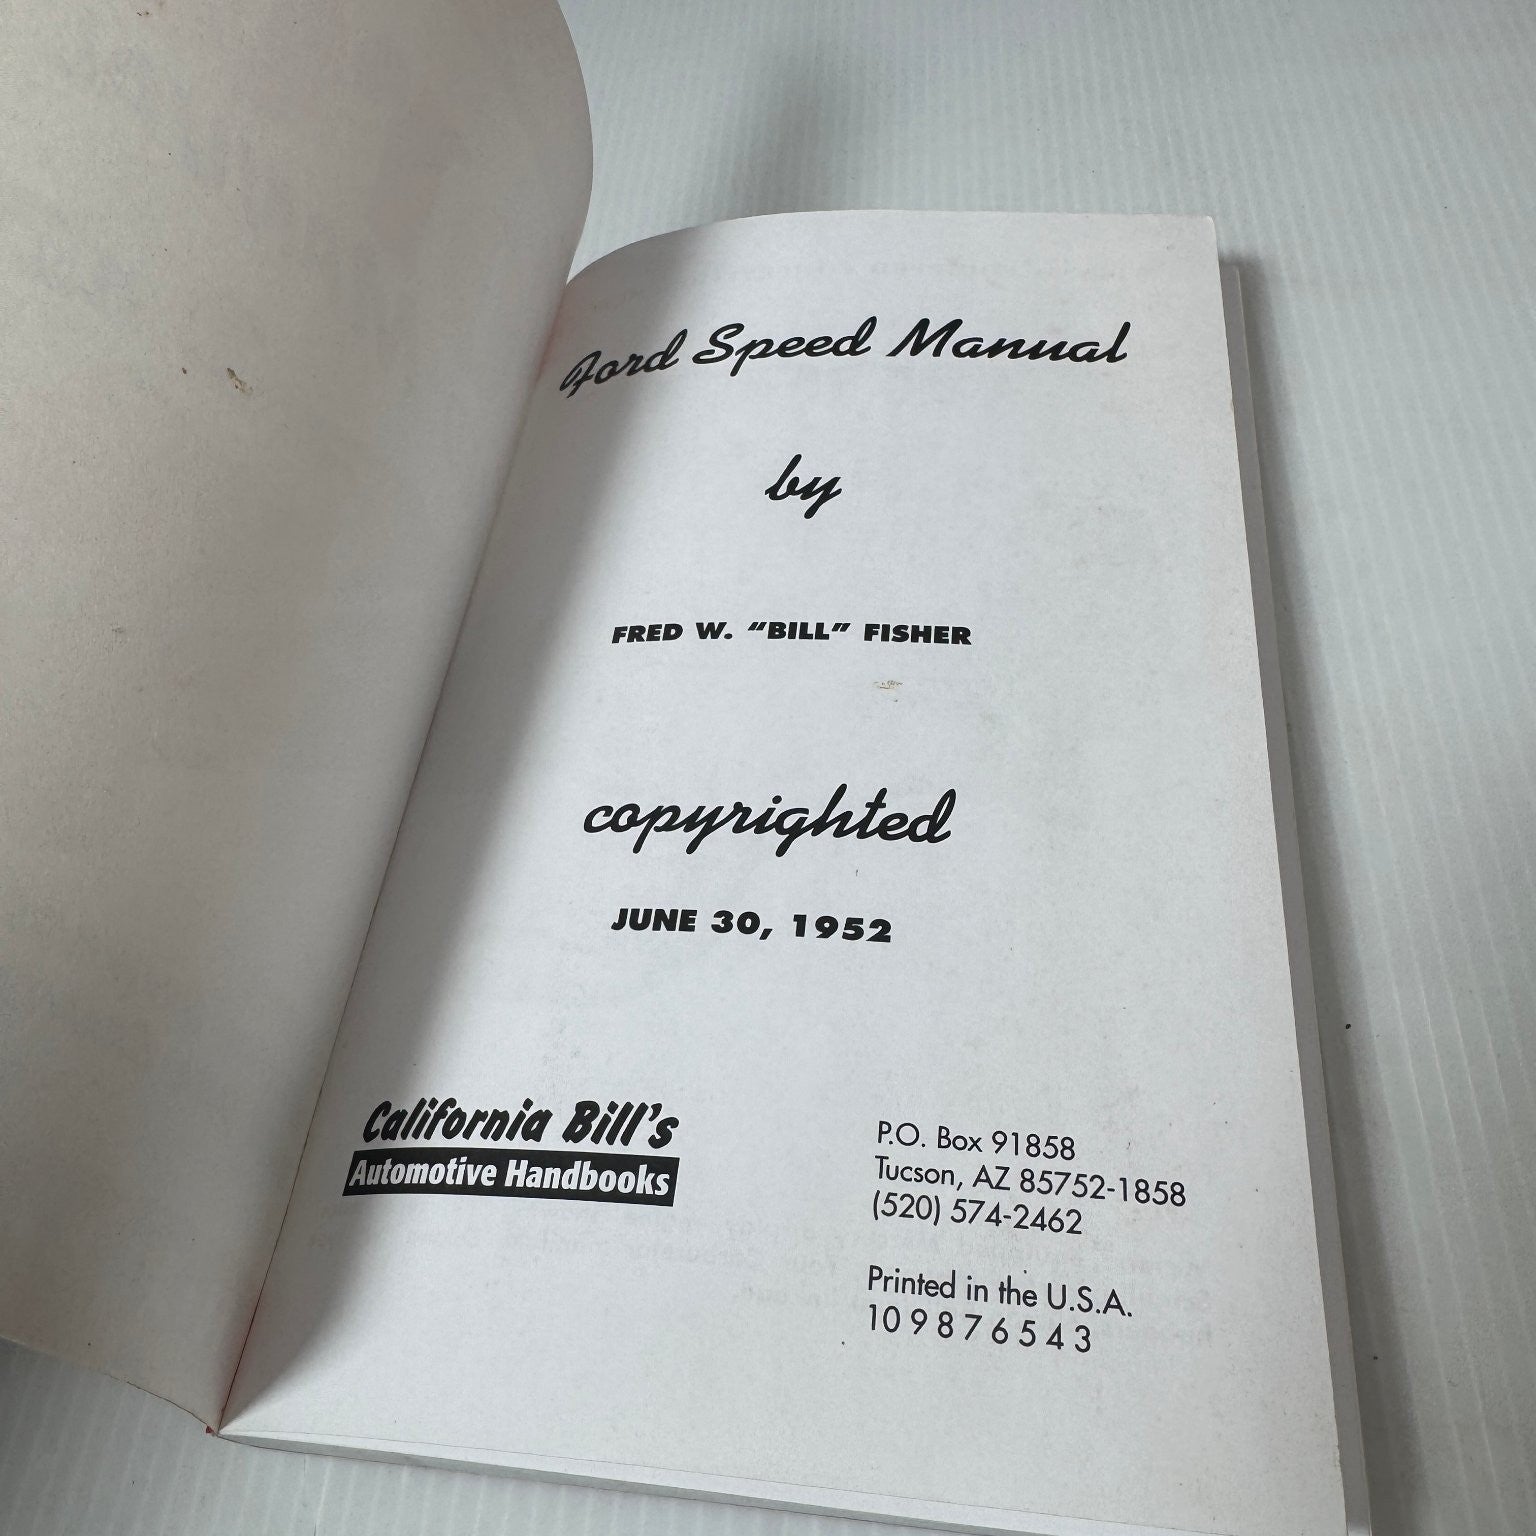 Ford Speed Manual
by
FRED W. "BILL" FISHER
copyrighted
JUNE 30, 1952
California Bill's
Automotive Handbooks
P.O. Box 91858
Tucson, AZ 85752-1858
(520) 574-2462
Printed in the U.S.A.
10 9 8 7 6 5 4 3